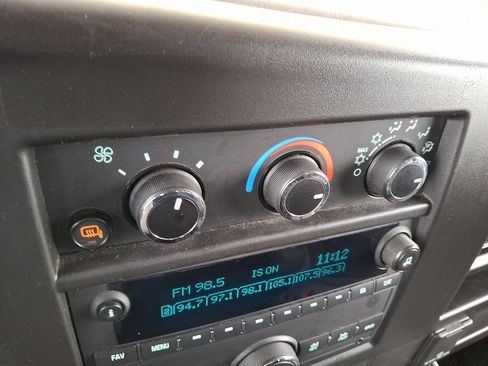 MAX
FM 98.5 IS ON 11:12
94.7 97.1 98.1 105.1 107.5 96.3
FAV MENU